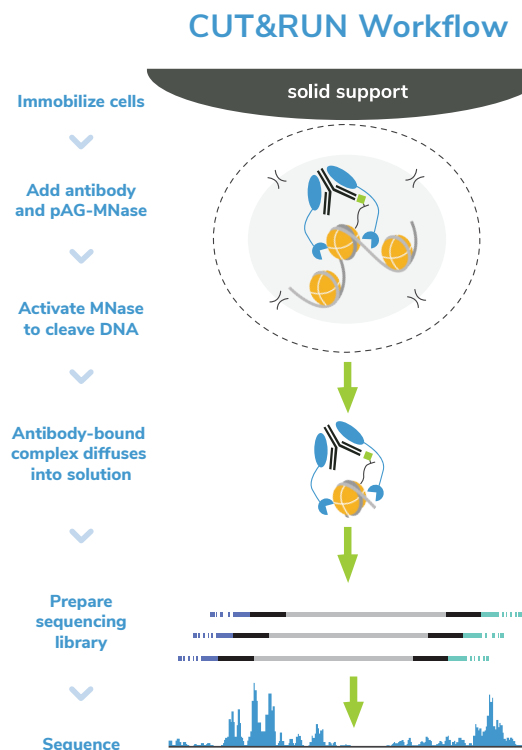 CUT&RUN Workflow
solid support
Immobilize cells
Add antibody
and pAG-MNase
Activate MNase
to cleave DNA
Antibody-bound
complex diffuses
into solution
Prepare
sequencing
library
Sequence